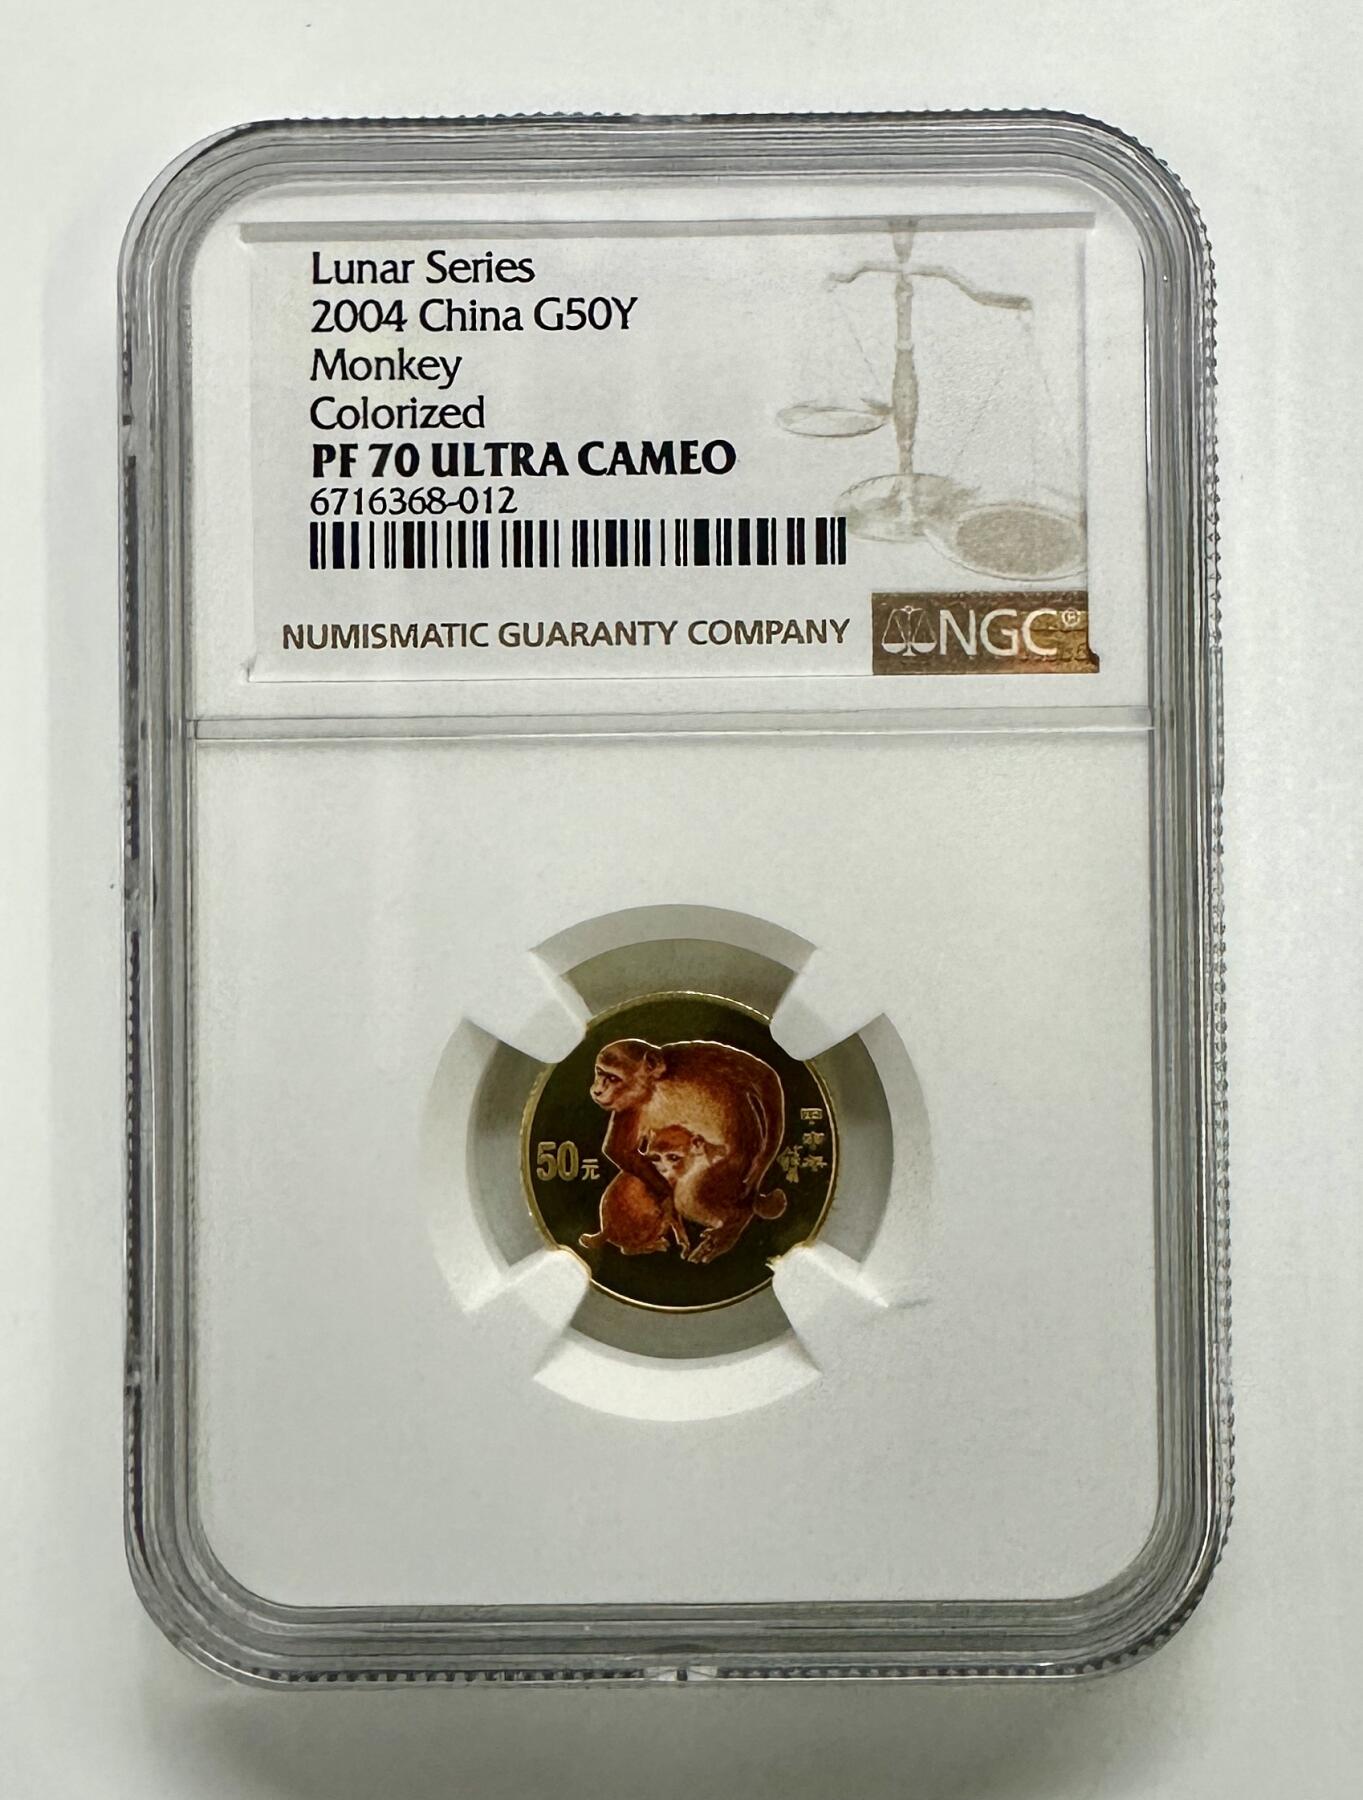 Lunar Series
2004 China G50Y
Monkey
Colorized
PF 70 ULTRA CAMEO
6716368-012
NUMISMATIC GUARANTY COMPANY
NGC®
50元